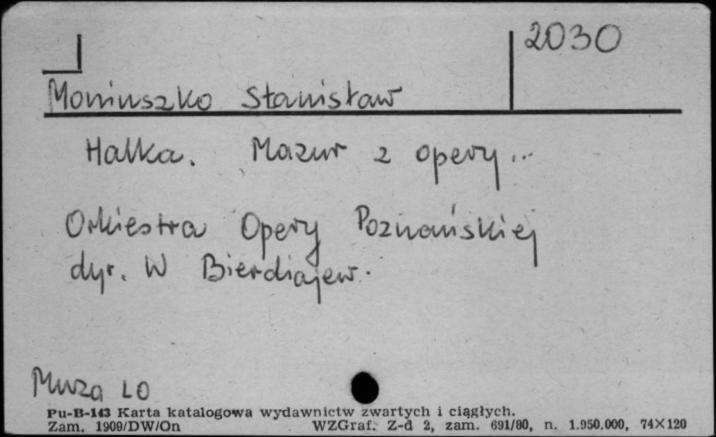 2030
Moniuszko Stanisław
Halka. Mazur z opery...
Orkiestra Opery Poznańskiej
dyr. W Bierdiajew.
Muza LO
Pu-B-143 Karta katalogowa wydawnictw zwartych i ciągłych.
Zam. 1909/DW/On WZGraf. Z-d 2, zam. 691/80, n. 1.950.000, 74X120